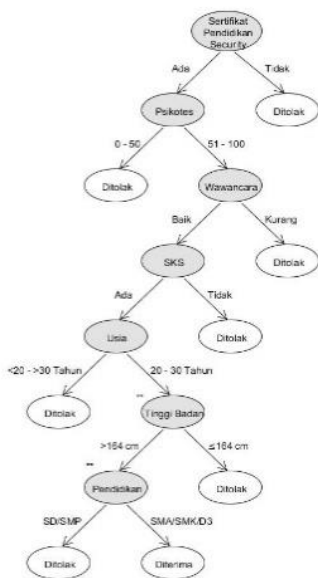 Sertifikat
Pendidikan
Security
Ada
Tidak
Psikotes
Ditolak
0 - 50
51 - 100
Ditolak
Wawancara
Baik
Kurang
SKS
Ditolak
Ada
Tidak
Usia
Ditolak
<20 - >30 Tahun
20 - 30 Tahun
Ditolak
Tinggi Badan
>164 cm
≤164 cm
Pendidikan
Ditolak
SD/SMP
SMA/SMK/D3
Ditolak
Diterima